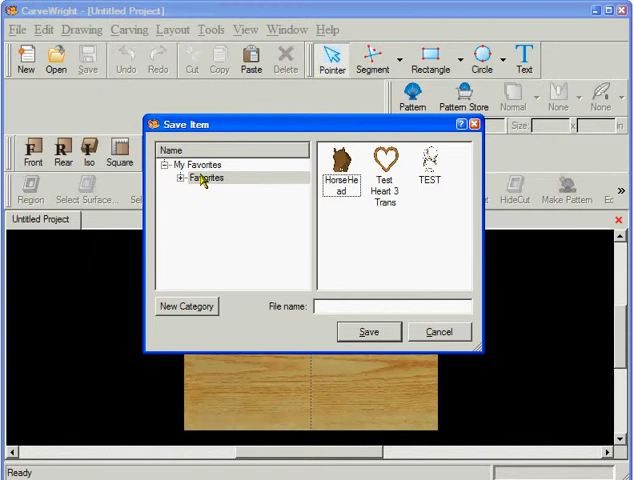 CarveWright - [Untitled Project]
File Edit Drawing Carving Layout Tools View Window Help
New Open Save Undo Redo Cut Copy Paste Delete Pointer Segment Rectangle Circle Text
Pattern Pattern Store Normal None None
Size: in x in
Front Rear Iso Square
Region Select Surface... HideCut Make Pattern
Untitled Project
Save Item
Name
My Favorites
Favorites
HorseHe
ad
Test
Heart 3
Trans
TEST
New Category File name:
Save Cancel
Ready